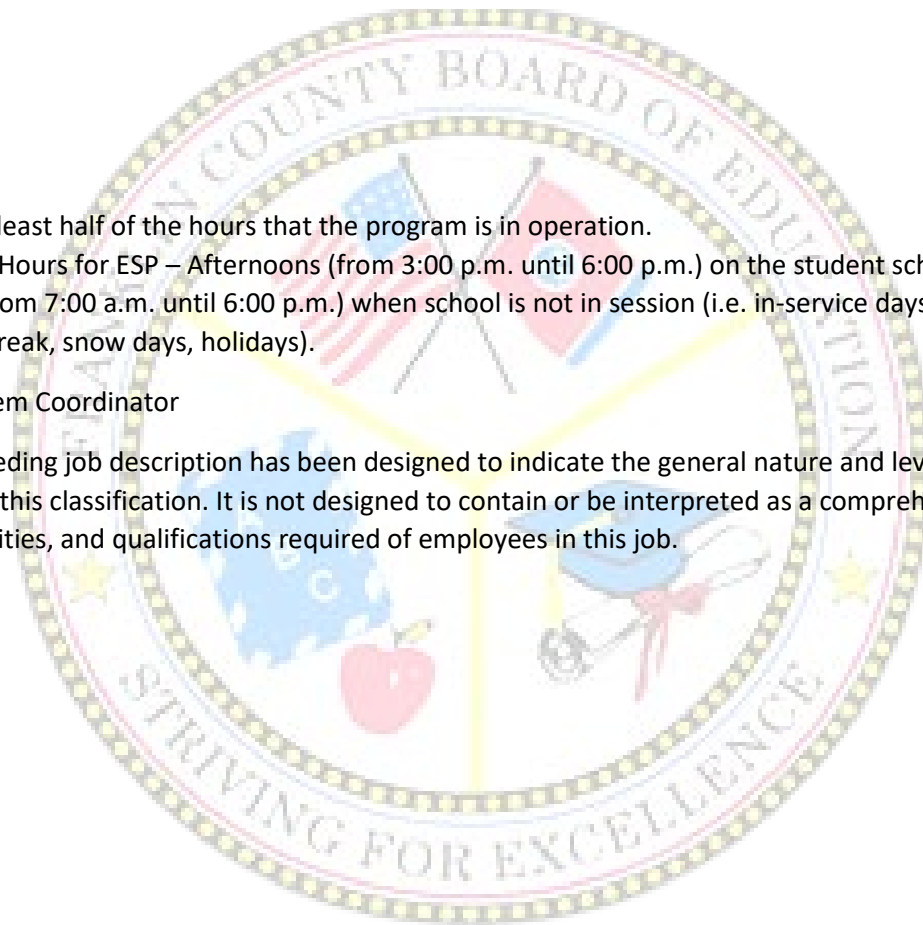 least half of the hours that the program is in operation.
Hours for ESP – Afternoons (from 3:00 p.m. until 6:00 p.m.) on the student sch
om 7:00 a.m. until 6:00 p.m.) when school is not in session (i.e. in-service days
reak, snow days, holidays).
em Coordinator
eding job description has been designed to indicate the general nature and lev
this classification. It is not designed to contain or be interpreted as a compreh
ities, and qualifications required of employees in this job.
FRANKLIN COUNTY BOARD OF EDUCATION
A B C
STRIVING FOR EXCELLENCE